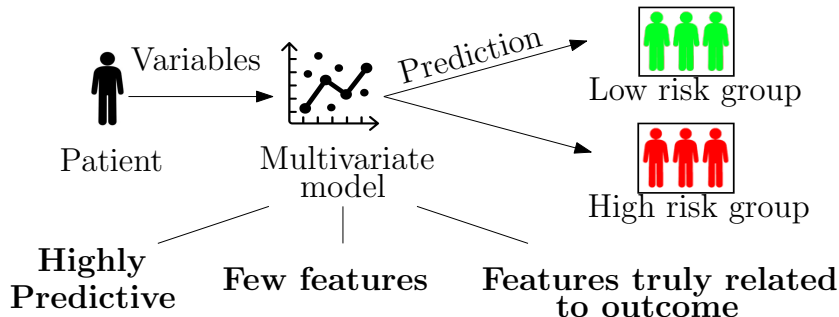 Variables
Prediction
Low risk group
Patient
Multivariate
model
High risk group
Highly
Predictive
Few features
Features truly related
to outcome